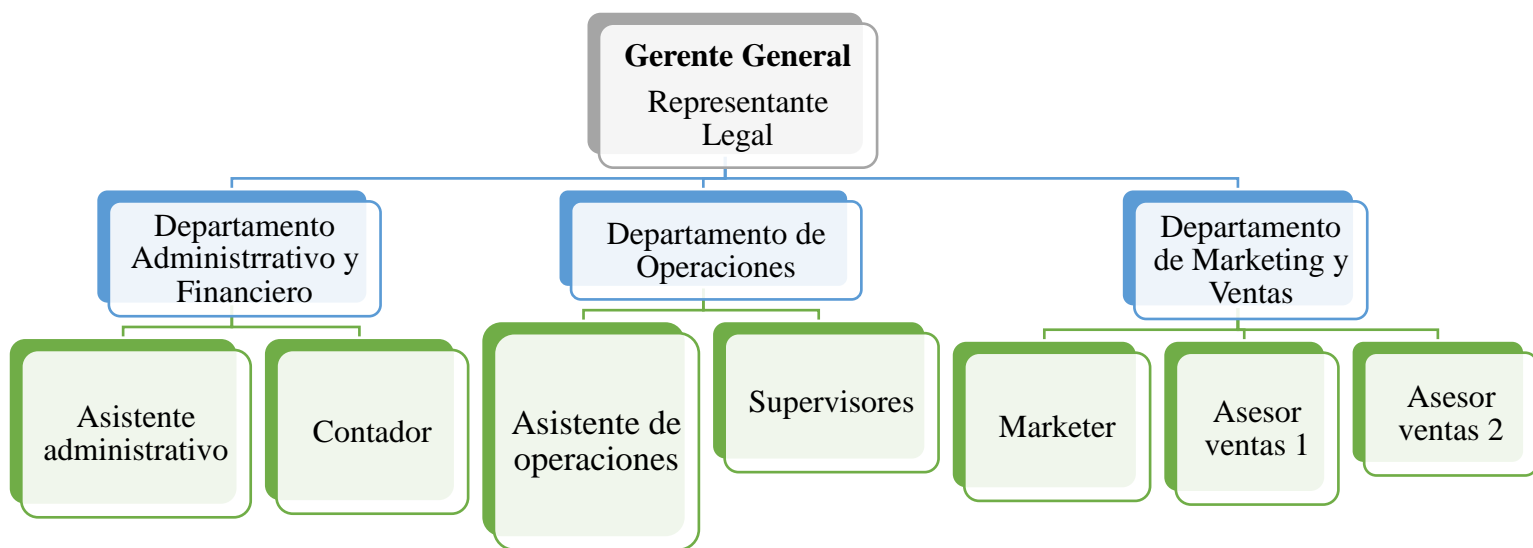 Gerente General
Representante
Legal
Departamento
Administrrativo y
Financiero
Departamento de
Operaciones
Departamento
de Marketing y
Ventas
Asistente
administrativo
Contador
Asistente de
operaciones
Supervisores
Marketer
Asesor
ventas 1
Asesor
ventas 2